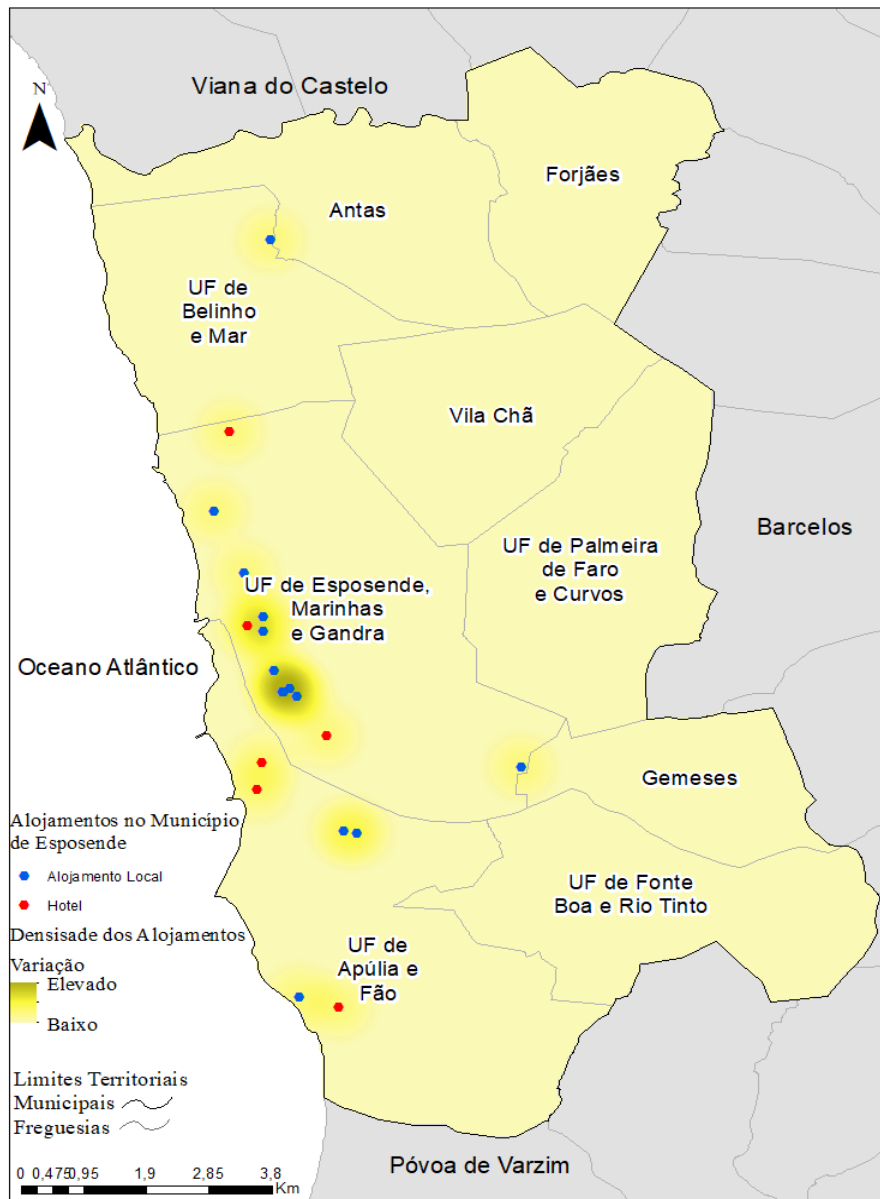 Viana do Castelo
N
Forjães
Antas
UF de
Belinho
e Mar
Vila Chã
Barcelos
UF de Palmeira
de Faro
e Curvos
UF de Esposende,
Marinhas
e Gandra
Oceano Atlântico
Gemeses
Alojamentos no Município
de Esposende
Alojamento Local
Hotel
UF de Fonte
Boa e Rio Tinto
Densisade dos Alojamentos
Variação
Elevado
Baixo
UF de
Apúlia e
Fão
Limites Territoriais
Municipais
Freguesias
Póvoa de Varzim
0 0,475 0,95 1,9 2,85 3,8
Km